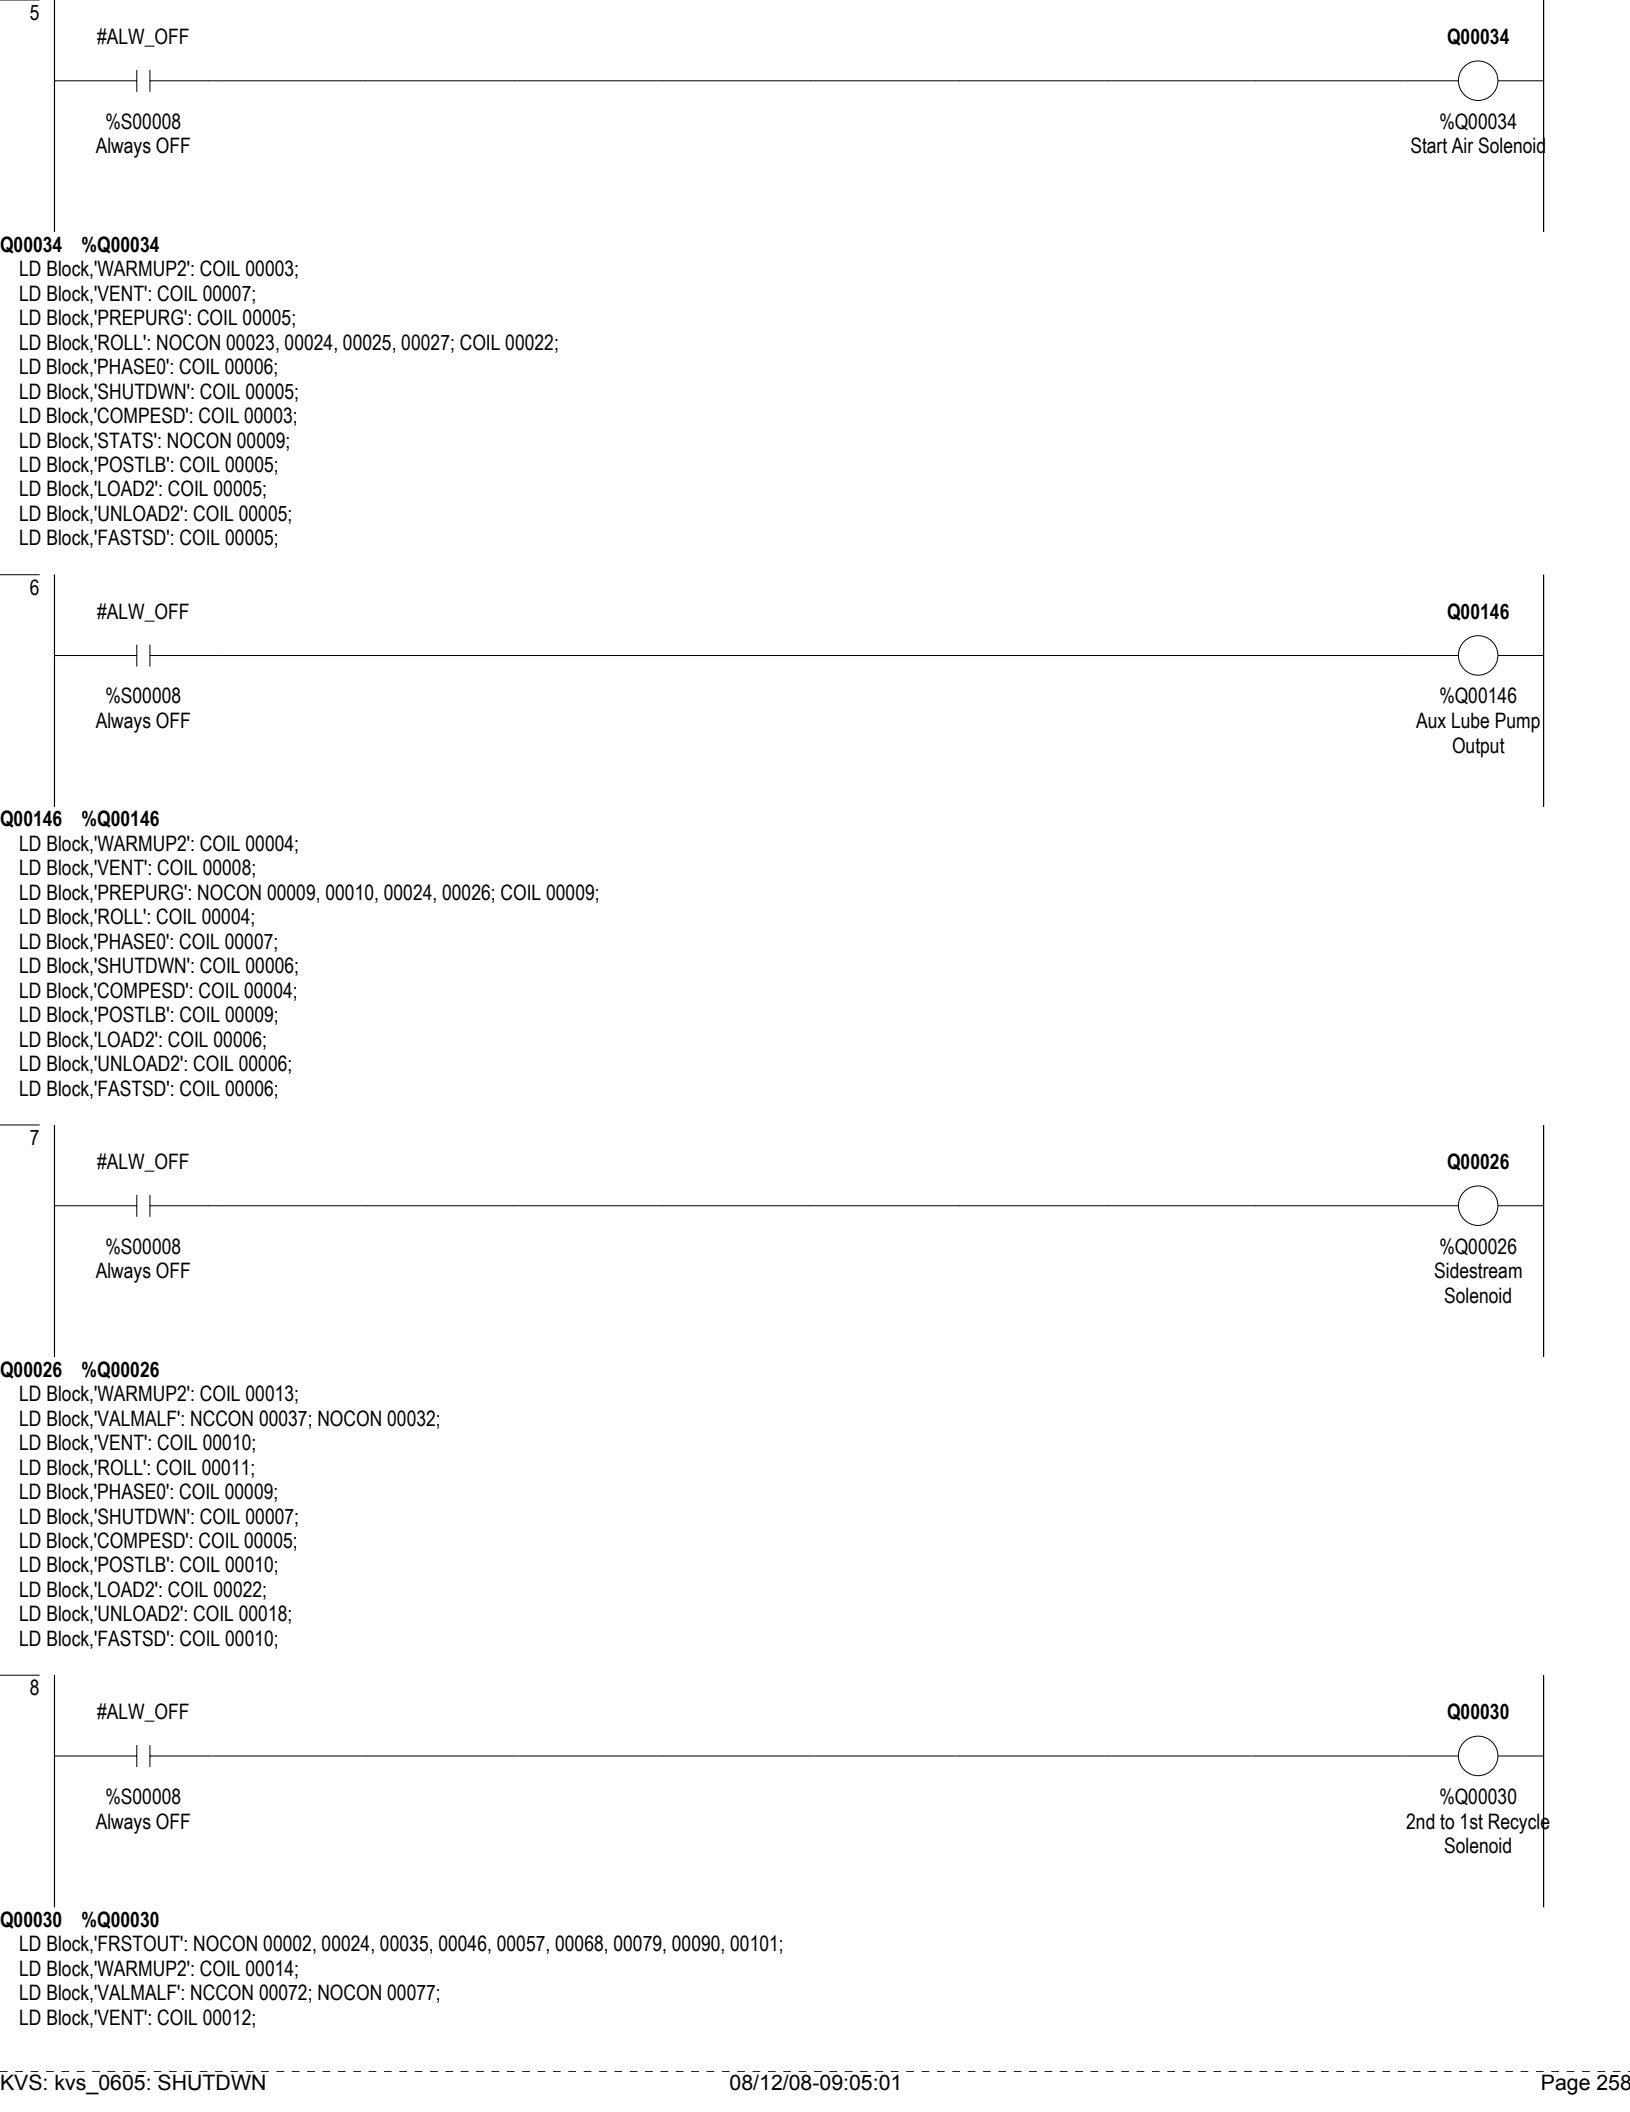 5
#ALW_OFF Q00034
%S00008 %Q00034
Always OFF Start Air Solenoid
Q00034 %Q00034
LD Block,'WARMUP2': COIL 00003;
LD Block,'VENT': COIL 00007;
LD Block,'PREPURG': COIL 00005;
LD Block,'ROLL': NOCON 00023, 00024, 00025, 00027; COIL 00022;
LD Block,'PHASE0': COIL 00006;
LD Block,'SHUTDWN': COIL 00005;
LD Block,'COMPESD': COIL 00003;
LD Block,'STATS': NOCON 00009;
LD Block,'POSTLB': COIL 00005;
LD Block,'LOAD2': COIL 00005;
LD Block,'UNLOAD2': COIL 00005;
LD Block,'FASTSD': COIL 00005;
6
#ALW_OFF Q00146
%S00008 %Q00146
Always OFF Aux Lube Pump
Output
Q00146 %Q00146
LD Block,'WARMUP2': COIL 00004;
LD Block,'VENT': COIL 00008;
LD Block,'PREPURG': NOCON 00009, 00010, 00024, 00026; COIL 00009;
LD Block,'ROLL': COIL 00004;
LD Block,'PHASE0': COIL 00007;
LD Block,'SHUTDWN': COIL 00006;
LD Block,'COMPESD': COIL 00004;
LD Block,'POSTLB': COIL 00009;
LD Block,'LOAD2': COIL 00006;
LD Block,'UNLOAD2': COIL 00006;
LD Block,'FASTSD': COIL 00006;
7
#ALW_OFF Q00026
%S00008 %Q00026
Always OFF Sidestream
Solenoid
Q00026 %Q00026
LD Block,'WARMUP2': COIL 00013;
LD Block,'VALMALF': NCCON 00037; NOCON 00032;
LD Block,'VENT': COIL 00010;
LD Block,'ROLL': COIL 00011;
LD Block,'PHASE0': COIL 00009;
LD Block,'SHUTDWN': COIL 00007;
LD Block,'COMPESD': COIL 00005;
LD Block,'POSTLB': COIL 00010;
LD Block,'LOAD2': COIL 00022;
LD Block,'UNLOAD2': COIL 00018;
LD Block,'FASTSD': COIL 00010;
8
#ALW_OFF Q00030
%S00008 %Q00030
Always OFF 2nd to 1st Recycle
Solenoid
Q00030 %Q00030
LD Block,'FRSTOUT': NOCON 00002, 00024, 00035, 00046, 00057, 00068, 00079, 00090, 00101;
LD Block,'WARMUP2': COIL 00014;
LD Block,'VALMALF': NCCON 00072; NOCON 00077;
LD Block,'VENT': COIL 00012;
KVS: kvs_0605: SHUTDWN 08/12/08-09:05:01 Page 258